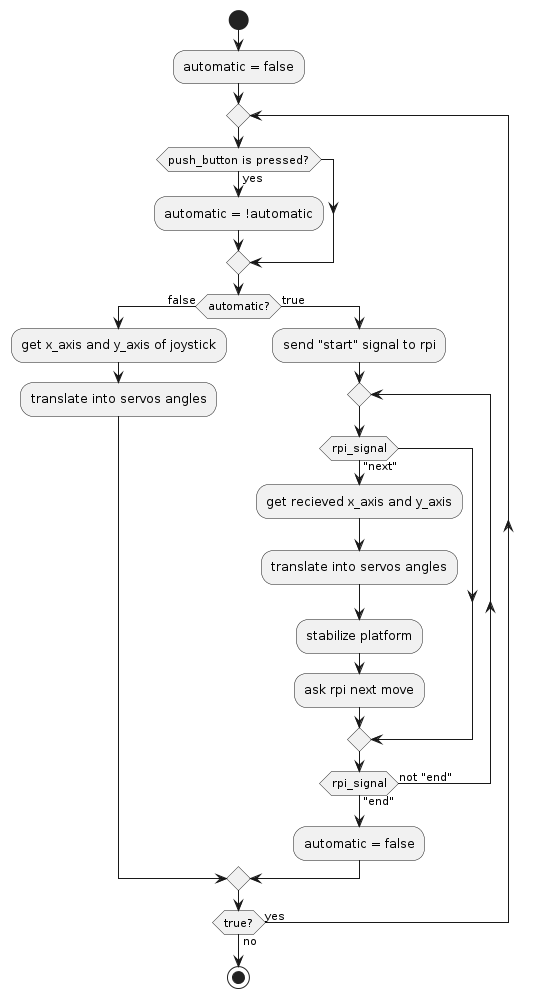 automatic = false
push_button is pressed?
yes
automatic = !automatic
false
automatic?
true
get x_axis and y_axis of joystick
translate into servos angles
send "start" signal to rpi
rpi_signal
"next"
get recieved x_axis and y_axis
translate into servos angles
stabilize platform
ask rpi next move
rpi_signal
not "end"
"end"
automatic = false
true?
yes
no